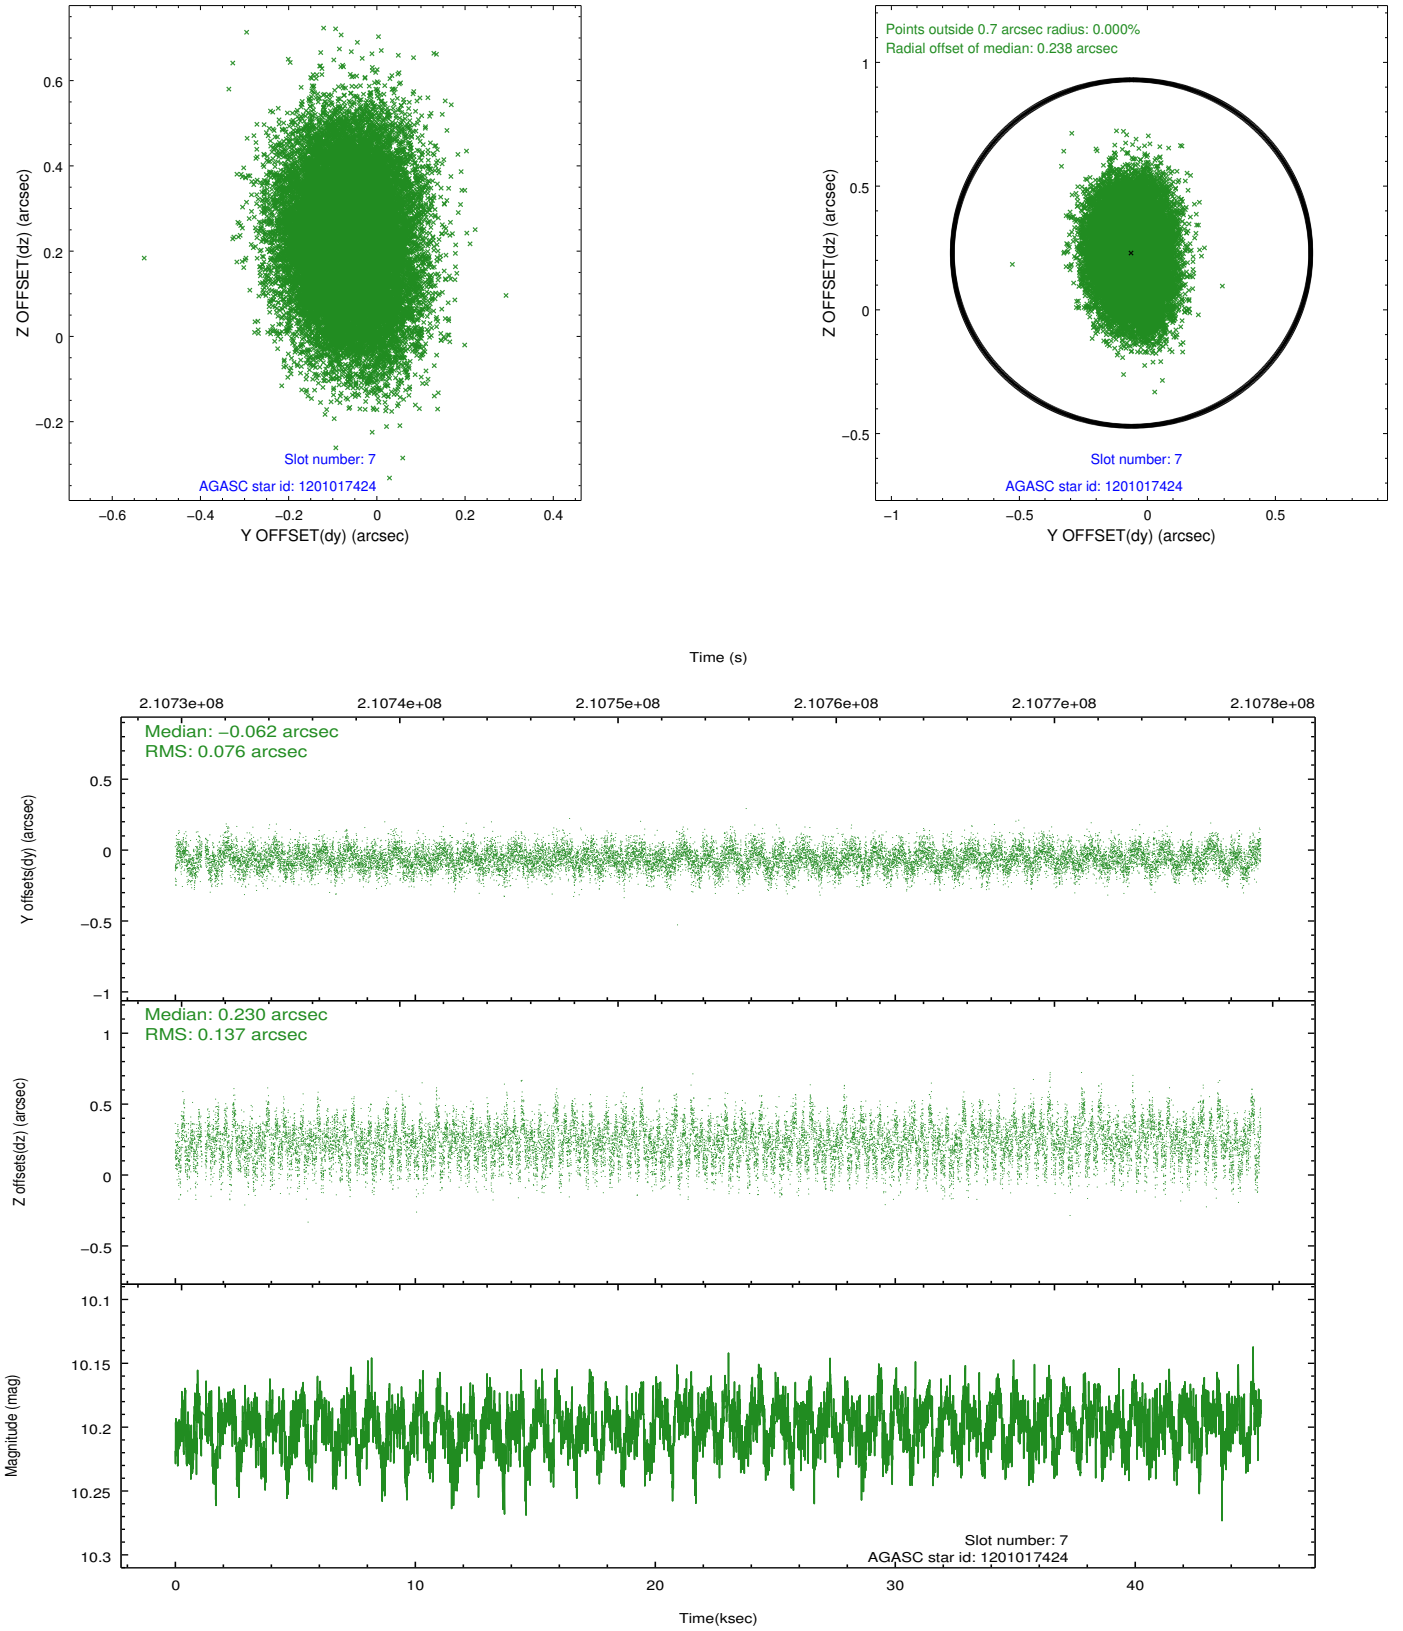 0.6
0.4
0.2
0
−0.2
Z OFFSET(dz) (arcsec)
Slot number: 7
AGASC star id: 1201017424
−0.6 −0.4 −0.2 0 0.2 0.4
Y OFFSET(dy) (arcsec)
Points outside 0.7 arcsec radius: 0.000%
Radial offset of median: 0.238 arcsec
1
0.5
0
−0.5
Z OFFSET(dz) (arcsec)
Slot number: 7
AGASC star id: 1201017424
−1 −0.5 0 0.5
Y OFFSET(dy) (arcsec)
Time (s)
2.1073e+08 2.1074e+08 2.1075e+08 2.1076e+08 2.1077e+08 2.1078e+08
Median: −0.062 arcsec
RMS: 0.076 arcsec
0.5
0
−0.5
−1
Y offsets(dy) (arcsec)
Median: 0.230 arcsec
RMS: 0.137 arcsec
1
0.5
0
−0.5
Z offsets(dz) (arcsec)
10.1
10.15
10.2
10.25
10.3
Magnitude (mag)
Slot number: 7
AGASC star id: 1201017424
0 10 20 30 40
Time(ksec)